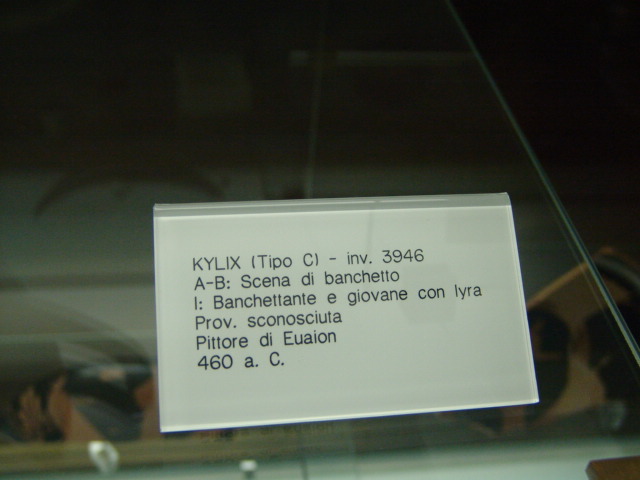 KYLIX (Tipo C) - inv. 3946
A-B: Scena di banchetto
I: Banchettante e giovane con lyra
Prov. sconosciuta
Pittore di Euaion
460 a. C.